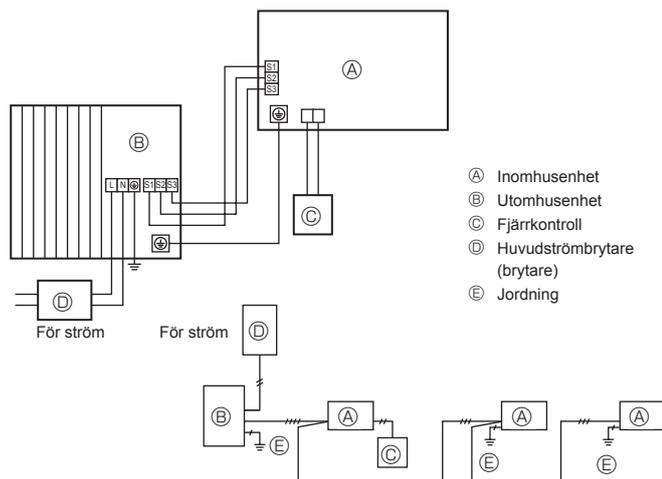 S1
S2
S3
Ⓐ
Ⓑ
L N S1 S2 S3
Ⓒ
Ⓓ
För ström
Ⓐ Inomhusenhet
Ⓑ Utomhusenhet
Ⓒ Fjärrkontroll
Ⓓ Huvudströmbrytare
(brytare)
Ⓔ Jordning
För ström
Ⓓ
Ⓑ
Ⓔ
Ⓐ
Ⓒ
Ⓐ
Ⓔ
Ⓐ
Ⓔ